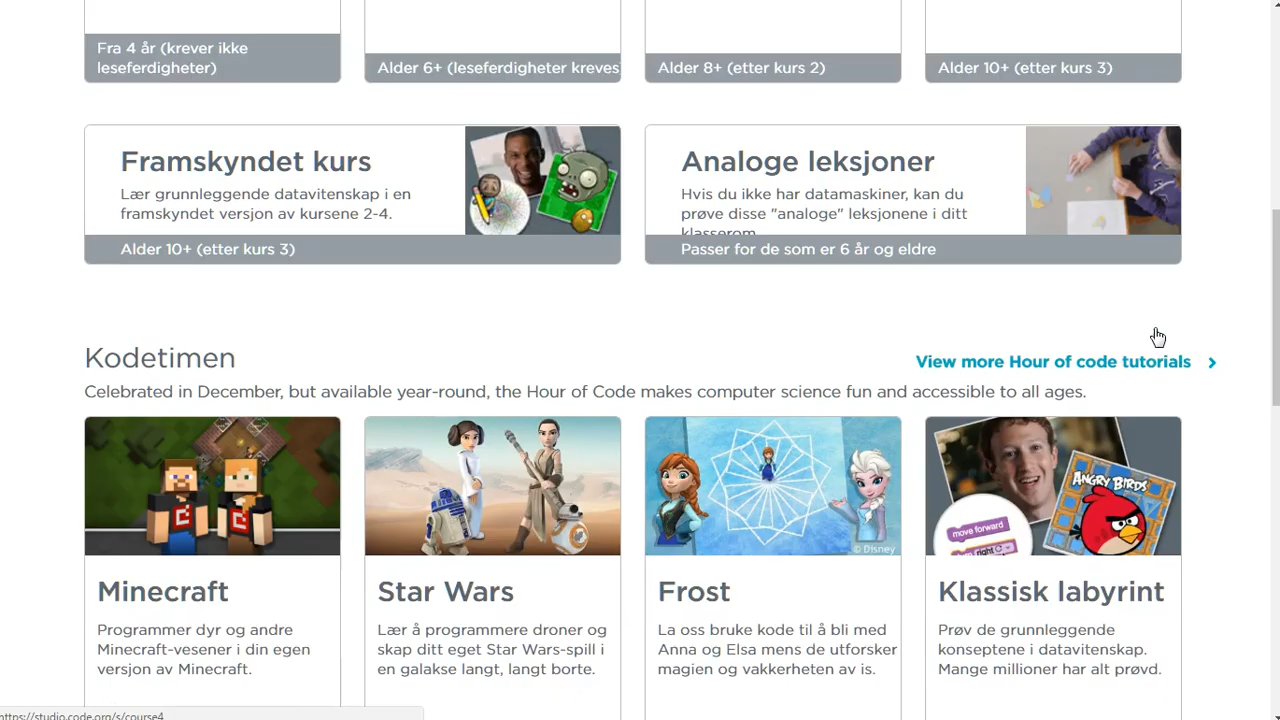 Fra 4 år (krever ikke
leseferdigheter)
Alder 6+ (leseferdigheter kreves
Alder 8+ (etter kurs 2)
Alder 10+ (etter kurs 3)
Framskyndet kurs
Lær grunnleggende datavitenskap i en
framskyndet versjon av kursene 2-4.
Alder 10+ (etter kurs 3)
Analoge leksjoner
Hvis du ikke har datamaskiner, kan du
prøve disse "analoge" leksjonene i ditt
klasserom.
Passer for de som er 6 år og eldre
Kodetimen
View more Hour of code tutorials
Celebrated in December, but available year-round, the Hour of Code makes computer science fun and accessible to all ages.
© Disney
ANGRY BIRDS
move forward
right
Minecraft
Programmer dyr og andre
Minecraft-vesener i din egen
versjon av Minecraft.
Star Wars
Lær å programmere droner og
skap ditt eget Star Wars-spill i
en galakse langt, langt borte.
Frost
La oss bruke kode til å bli med
Anna og Elsa mens de utforsker
magien og vakkerheten av is.
Klassisk labyrint
Prøv de grunnleggende
konseptene i datavitenskap.
Mange millioner har alt prøvd.
https://studio.code.org/s/course4